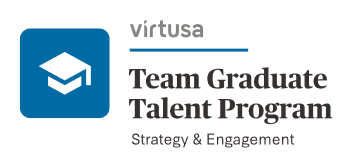 virtusa
Team Graduate
Talent Program
Strategy & Engagement